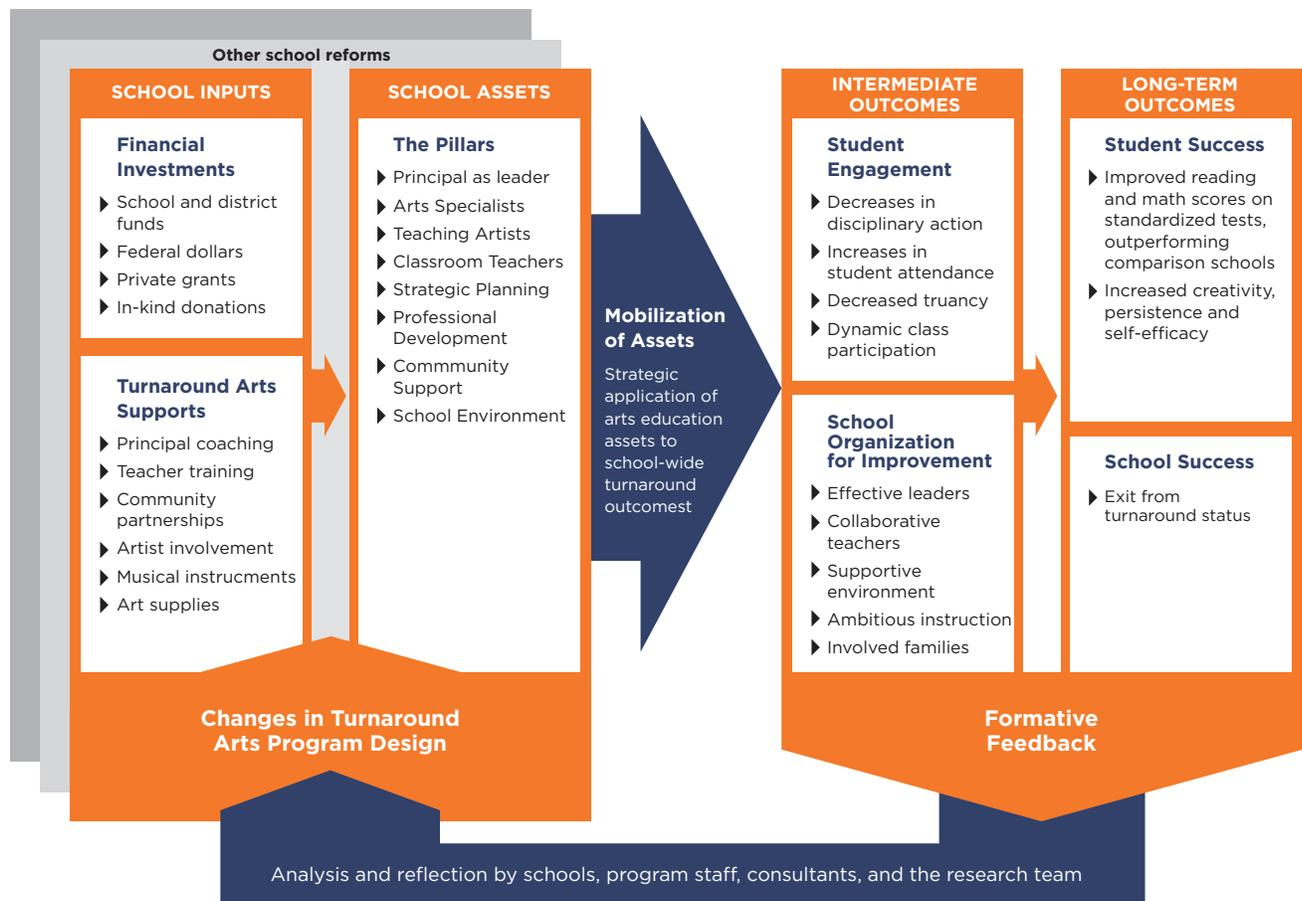 Other school reforms
SCHOOL INPUTS
Financial
Investments
School and district
funds
Federal dollars
Private grants
In-kind donations
Turnaround Arts
Supports
Principal coaching
Teacher training
Community
partnerships
Artist involvement
Musical instrucments
Art supplies
SCHOOL ASSETS
The Pillars
Principal as leader
Arts Specialists
Teaching Artists
Classroom Teachers
Strategic Planning
Professional
Development
Commmunity
Support
School Environment
Changes in Turnaround
Arts Program Design
Mobilization
of Assets
Strategic
application of
arts education
assets to
school-wide
turnaround
outcomest
INTERMEDIATE
OUTCOMES
Student
Engagement
Decreases in
disciplinary action
Increases in
student attendance
Decreased truancy
Dynamic class
participation
School
Organization
for Improvement
Effective leaders
Collaborative
teachers
Supportive
environment
Ambitious instruction
Involved families
LONG-TERM
OUTCOMES
Student Success
Improved reading
and math scores on
standardized tests,
outperforming
comparison schools
Increased creativity,
persistence and
self-efficacy
School Success
Exit from
turnaround status
Formative
Feedback
Analysis and reflection by schools, program staff, consultants, and the research team